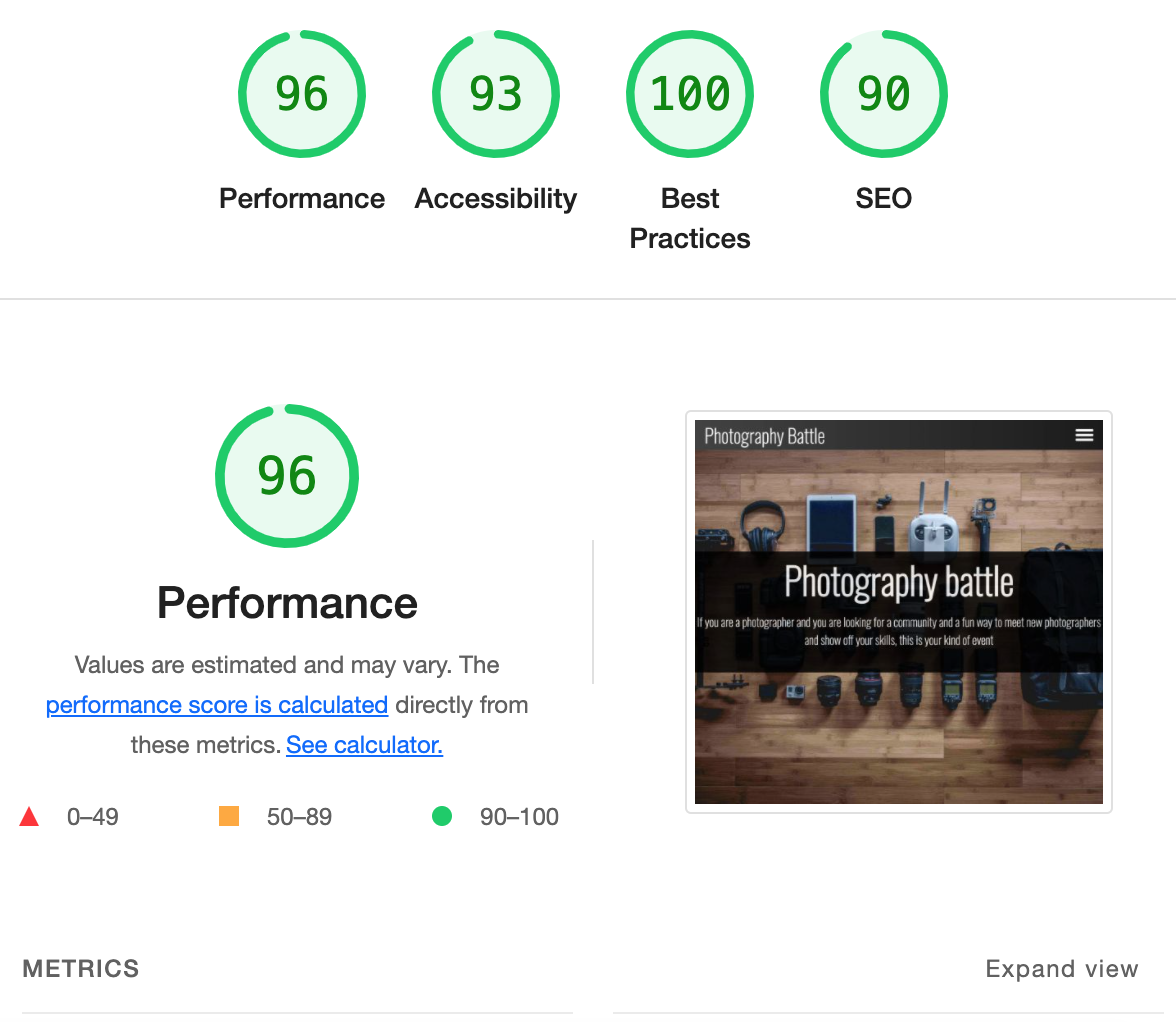 96
93
100
90
Performance
Accessibility
Best
Practices
SEO
96
Performance
Values are estimated and may vary. The
performance score is calculated directly from
these metrics. See calculator.
0–49
50–89
90–100
Photography Battle
Photography battle
If you are a photographer and you are looking for a community and a fun way to meet new photographers
and show off your skills, this is your kind of event
METRICS
Expand view